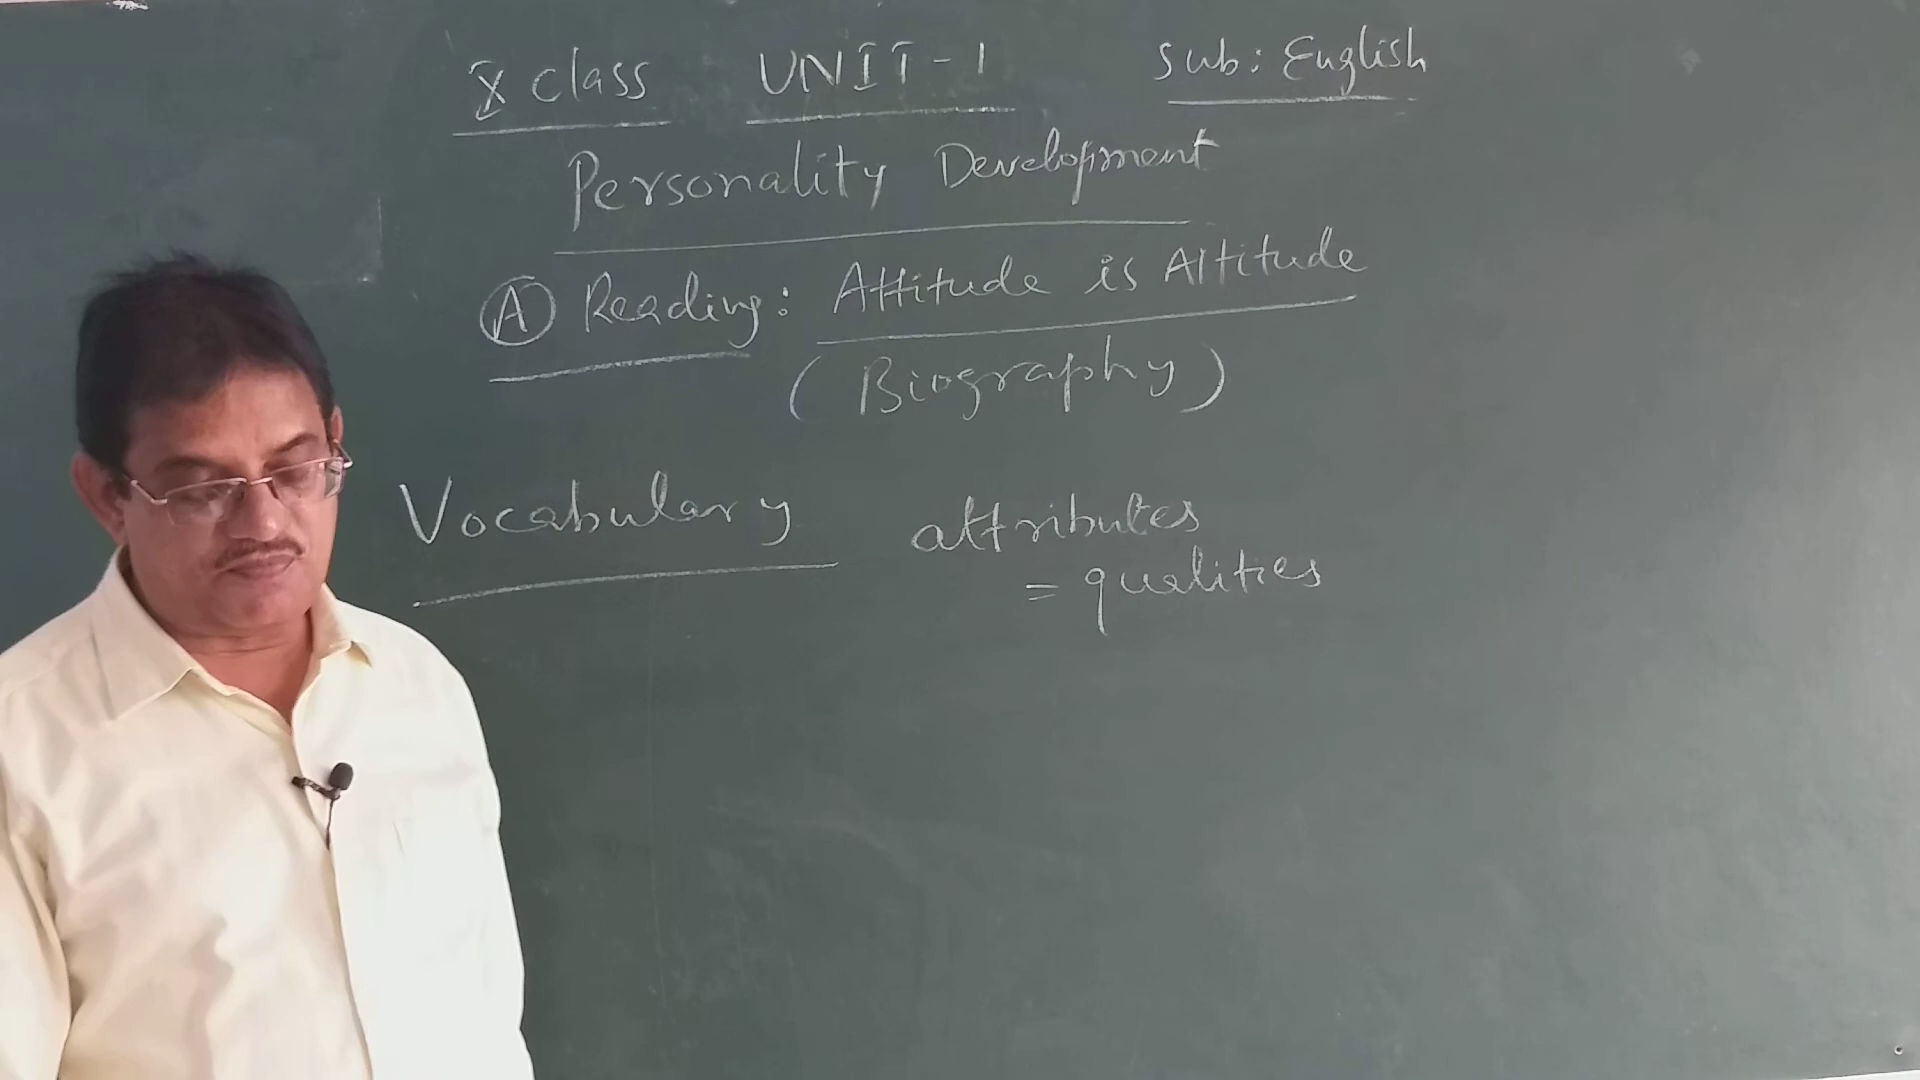 X class UNIT-1 Sub: English
Personality Development
(A) Reading: Attitude is Altitude
(Biography)
Vocabulary attributes
= qualities